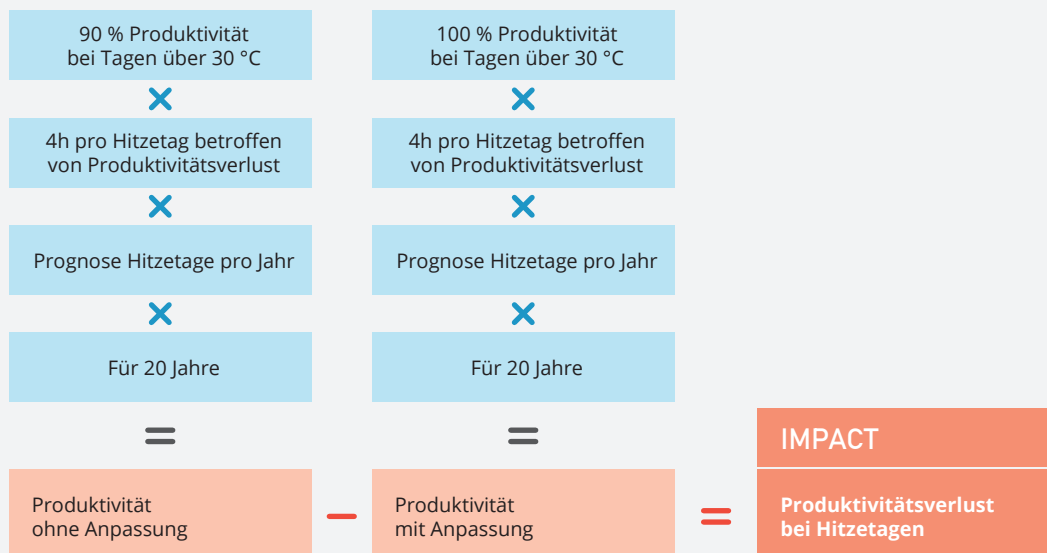 90 % Produktivität
bei Tagen über 30 °C
×
4h pro Hitzetag betroffen
von Produktivitätsverlust
×
Prognose Hitzetage pro Jahr
×
Für 20 Jahre
=
Produktivität
ohne Anpassung
–
100 % Produktivität
bei Tagen über 30 °C
×
4h pro Hitzetag betroffen
von Produktivitätsverlust
×
Prognose Hitzetage pro Jahr
×
Für 20 Jahre
=
Produktivität
mit Anpassung
=
IMPACT
Produktivitätsverlust
bei Hitzetagen